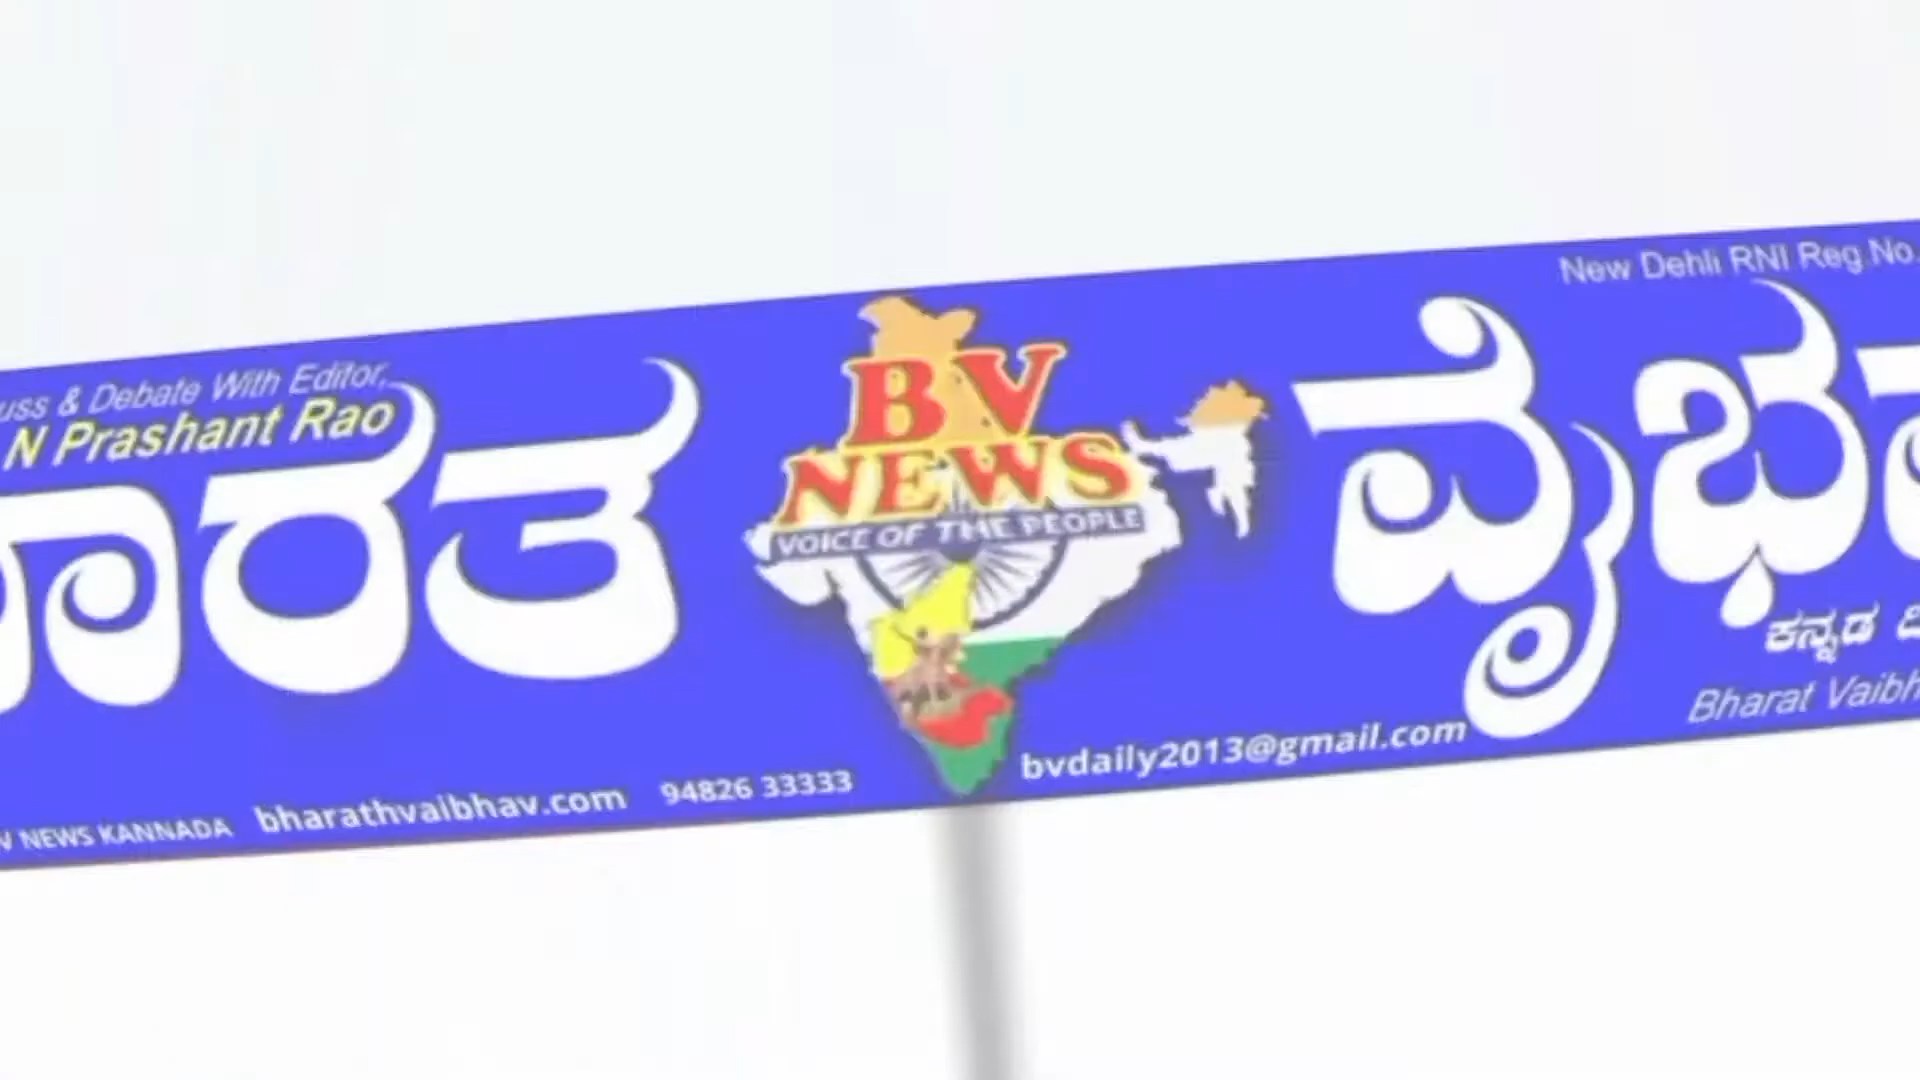 New Dehli RNI Reg.No.
& Debate With Editor,
N Prashant Rao
ಭಾರತ
BV
NEWS
VOICE OF THE PEOPLE
ವೈಭ
ಕನ್ನಡ
Bharat
NEWS KANNADA bharathvaibhav.com 94826 33333 bvdaily2013@gmail.com